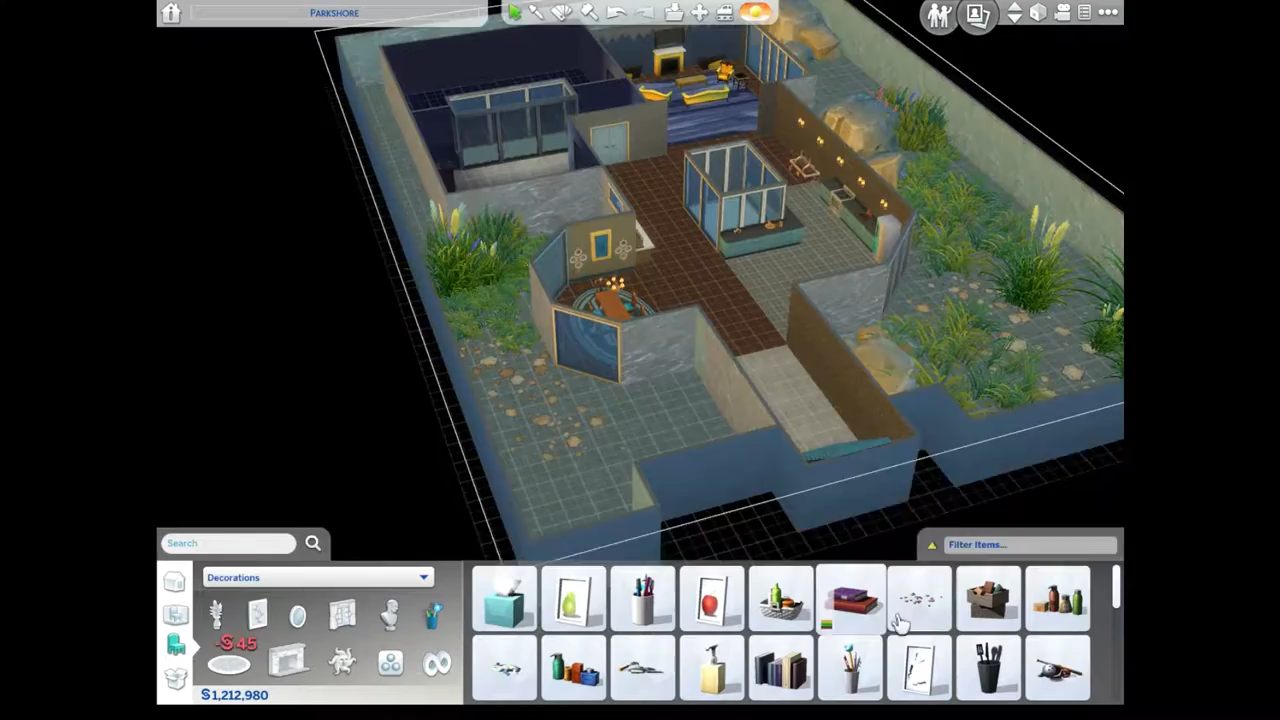 PARKSHORE
Search
Filter Items...
Decorations
-§45
§1,212,980